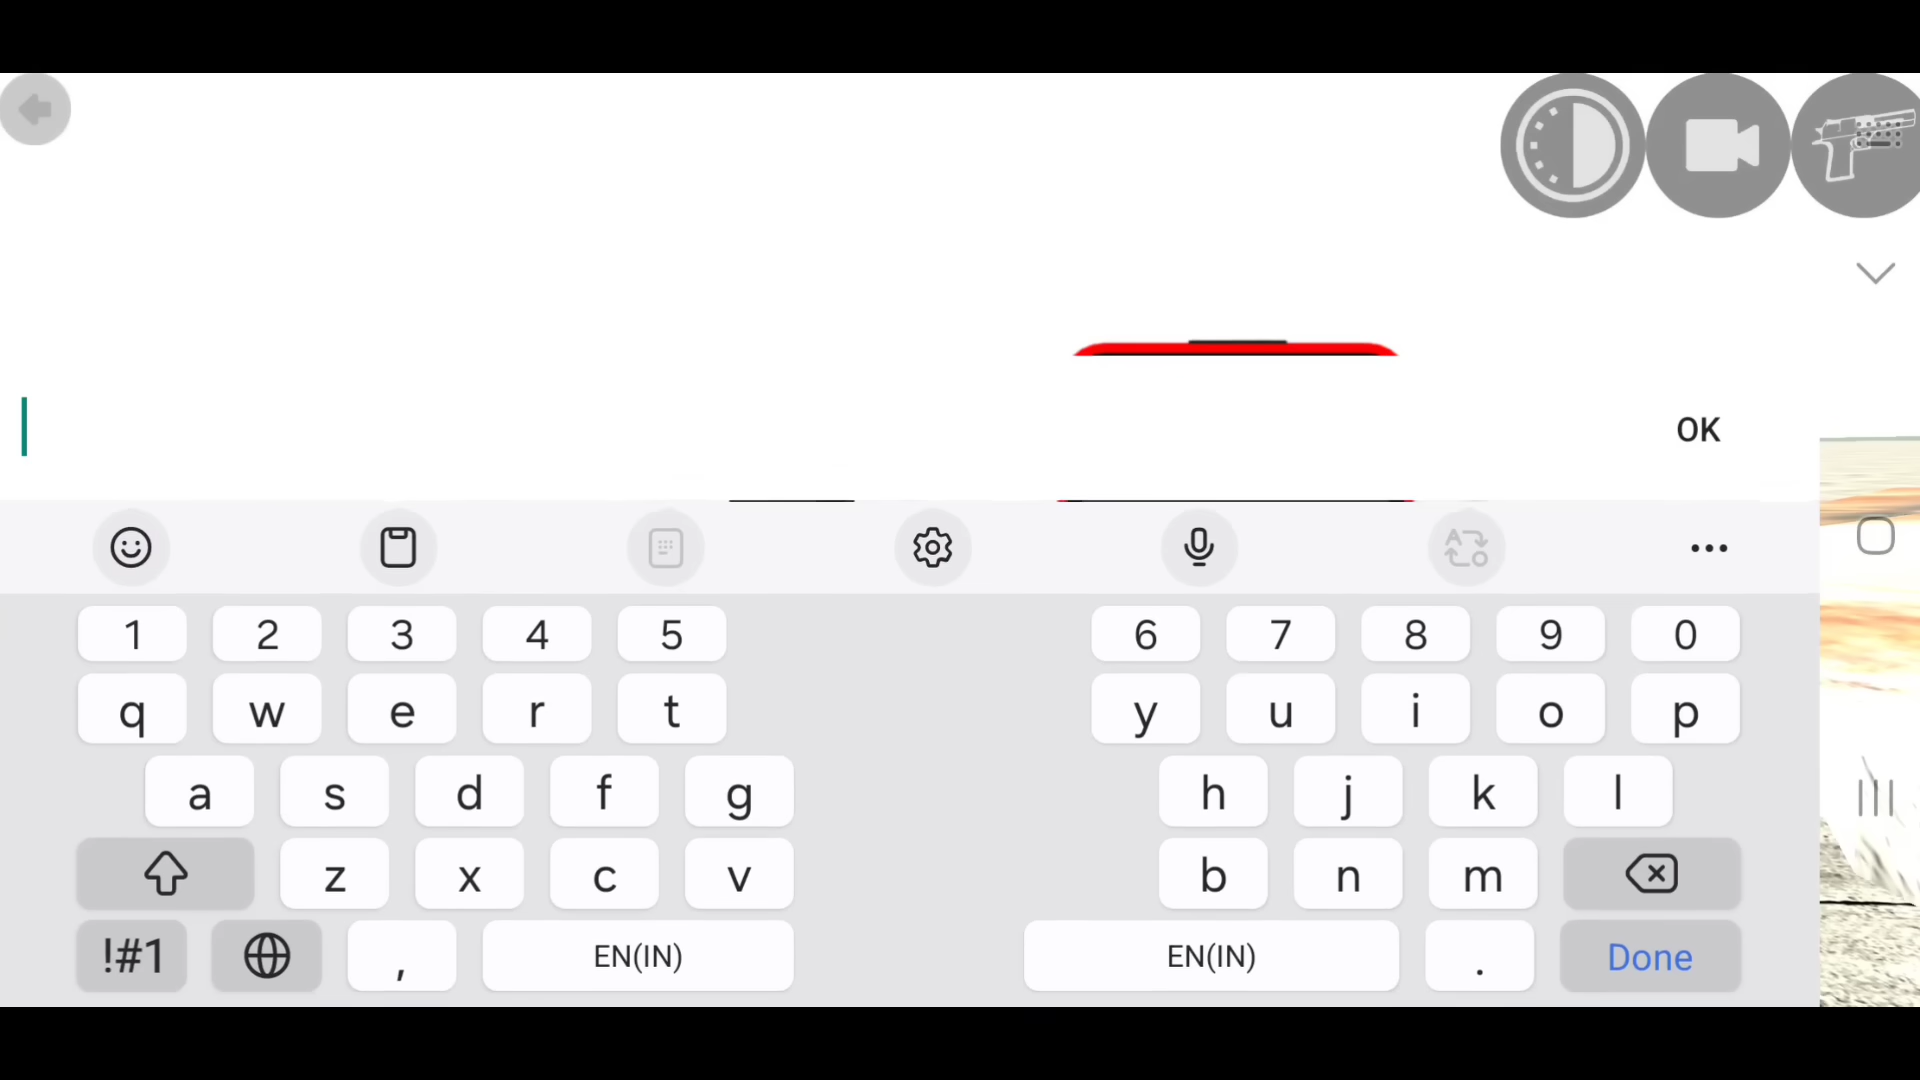 OK
1 2 3 4 5 6 7 8 9 0
q w e r t y u i o p
a s d f g h j k l
z x c v b n m
!#1 , EN(IN) EN(IN) . Done